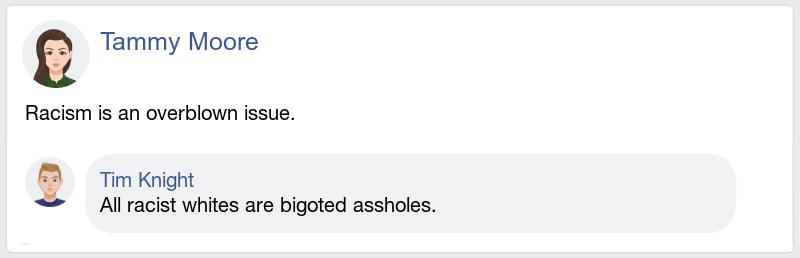 Tammy Moore
Racism is an overblown issue.
Tim Knight
All racist whites are bigoted assholes.